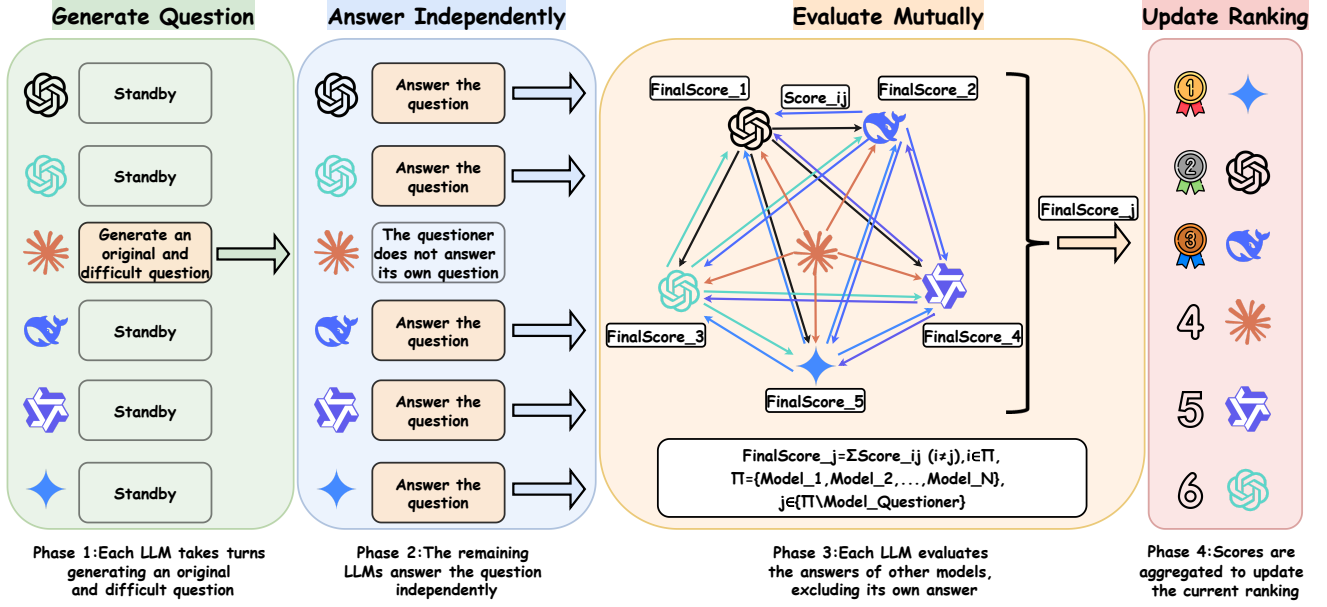 Generate Question
Answer Independently
Evaluate Mutually
Update Ranking
Standby
Standby
Generate an
original and
difficult question
Standby
Standby
Standby
Answer the
question
Answer the
question
The questioner
does not answer
its own question
Answer the
question
Answer the
question
Answer the
question
FinalScore_1
Score_ij
FinalScore_2
FinalScore_3
FinalScore_4
FinalScore_5
FinalScore_j=ΣScore_ij (i≠j),i∈Π,
Π={Model_1,Model_2,...,Model_N},
j∈{Π\Model_Questioner}
FinalScore_j
1
2
3
4
5
6
Phase 1:Each LLM takes turns
generating an original
and difficult question
Phase 2:The remaining
LLMs answer the question
independently
Phase 3:Each LLM evaluates
the answers of other models,
excluding its own answer
Phase 4:Scores are
aggregated to update
the current ranking